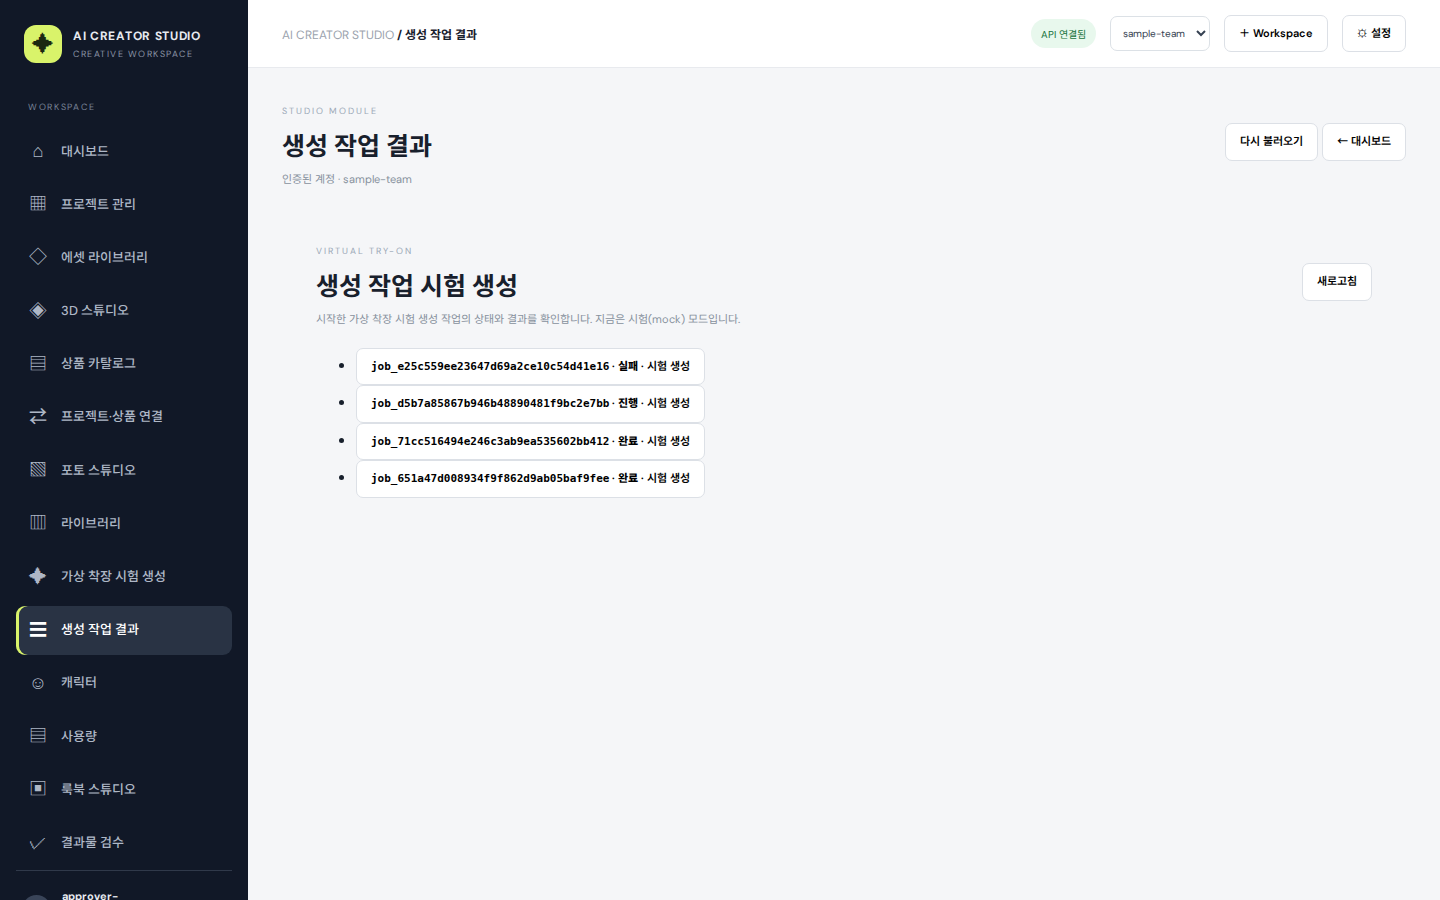 AI CREATOR STUDIO
CREATIVE WORKSPACE
WORKSPACE
대시보드
프로젝트 관리
에셋 라이브러리
3D 스튜디오
상품 카탈로그
프로젝트·상품 연결
포토 스튜디오
라이브러리
가상 착장 시험 생성
생성 작업 결과
캐릭터
사용량
룩북 스튜디오
결과물 검수
approver-
AI CREATOR STUDIO / 생성 작업 결과
API 연결됨
sample-team
+ Workspace
설정
STUDIO MODULE
생성 작업 결과
인증된 계정 · sample-team
다시 불러오기
← 대시보드
VIRTUAL TRY-ON
생성 작업 시험 생성
시작한 가상 착장 시험 생성 작업의 상태와 결과를 확인합니다. 지금은 시험(mock) 모드입니다.
새로고침
job_e25c559ee23647d69a2ce10c54d41e16 · 실패 · 시험 생성
job_d5b7a85867b946b48890481f9bc2e7bb · 진행 · 시험 생성
job_71cc516494e246c3ab9ea535602bb412 · 완료 · 시험 생성
job_651a47d008934f9f862d9ab05baf9fee · 완료 · 시험 생성